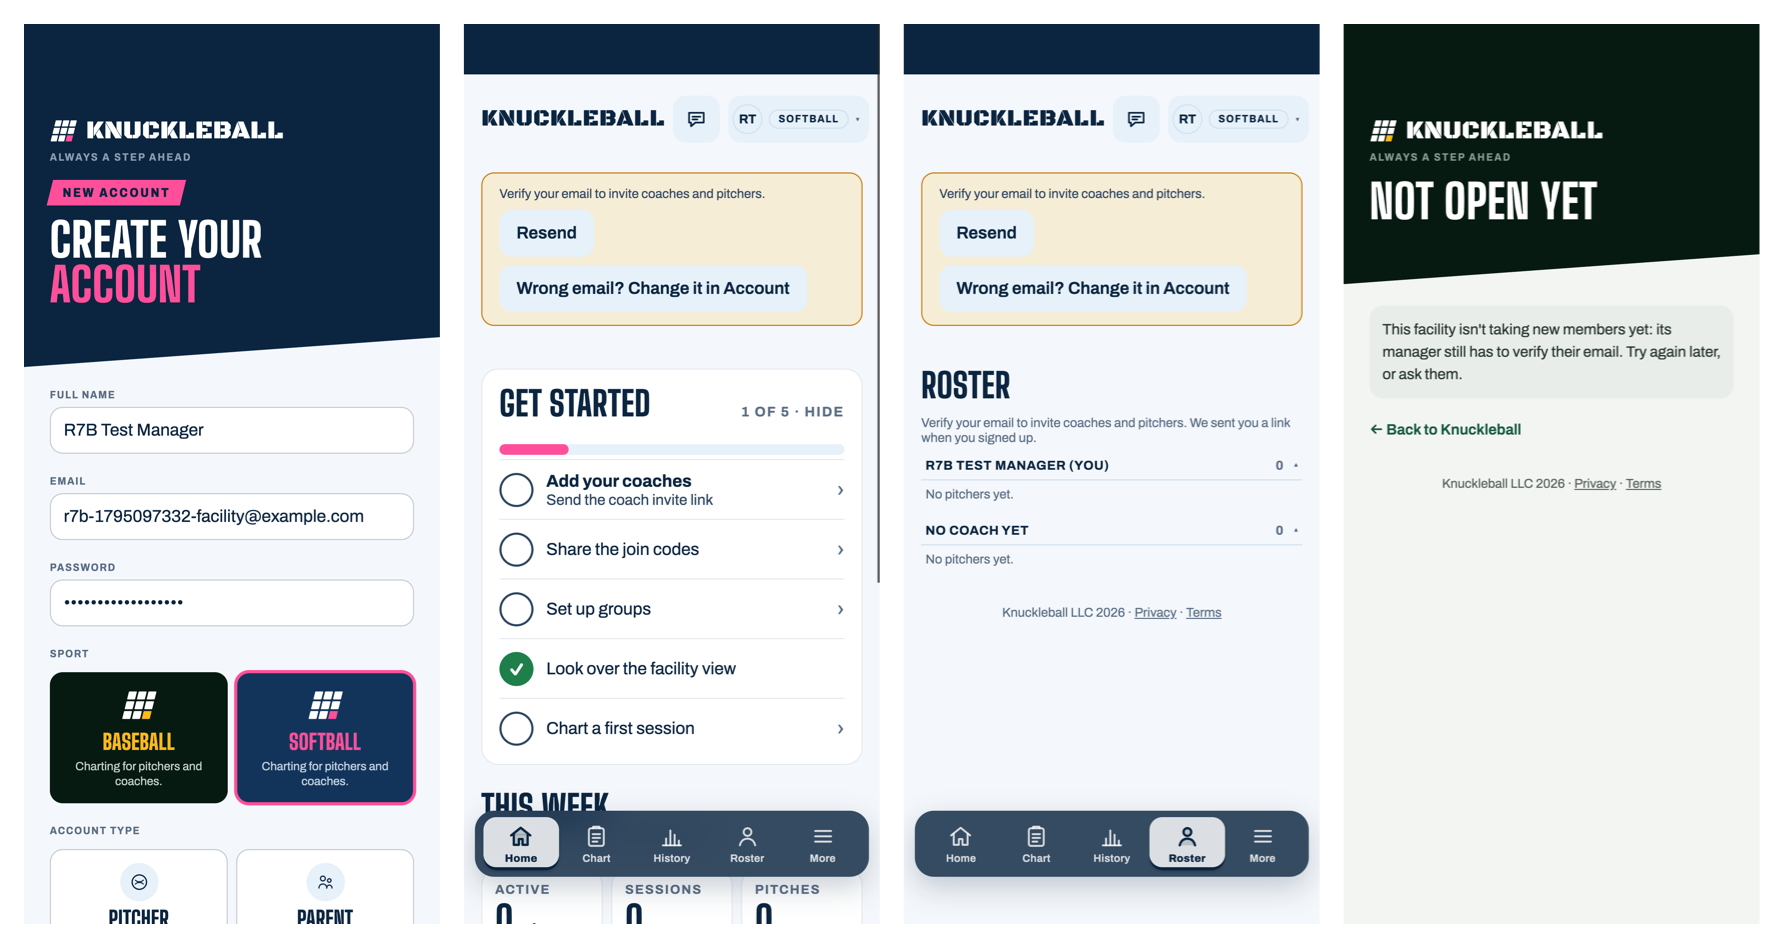 KNUCKLEBALL
ALWAYS A STEP AHEAD
NEW ACCOUNT
CREATE YOUR
ACCOUNT
FULL NAME
R7B Test Manager
EMAIL
r7b-1795097332-facility@example.com
PASSWORD
••••••••••••••••••
SPORT
BASEBALL
Charting for pitchers and
coaches.
SOFTBALL
Charting for pitchers and
coaches.
ACCOUNT TYPE
PITCHER
PARENT
KNUCKLEBALL
RT
SOFTBALL
Verify your email to invite coaches and pitchers.
Resend
Wrong email? Change it in Account
GET STARTED
1 OF 5 · HIDE
Add your coaches
Send the coach invite link
Share the join codes
Set up groups
Look over the facility view
Chart a first session
THIS WEEK
Home
Chart
History
Roster
More
ACTIVE
SESSIONS
PITCHES
0
0
0
KNUCKLEBALL
RT
SOFTBALL
Verify your email to invite coaches and pitchers.
Resend
Wrong email? Change it in Account
ROSTER
Verify your email to invite coaches and pitchers. We sent you a link
when you signed up.
R7B TEST MANAGER (YOU) 0
No pitchers yet.
NO COACH YET 0
No pitchers yet.
Knuckleball LLC 2026 · Privacy · Terms
Home
Chart
History
Roster
More
KNUCKLEBALL
ALWAYS A STEP AHEAD
NOT OPEN YET
This facility isn't taking new members yet: its
manager still has to verify their email. Try again later,
or ask them.
← Back to Knuckleball
Knuckleball LLC 2026 · Privacy · Terms